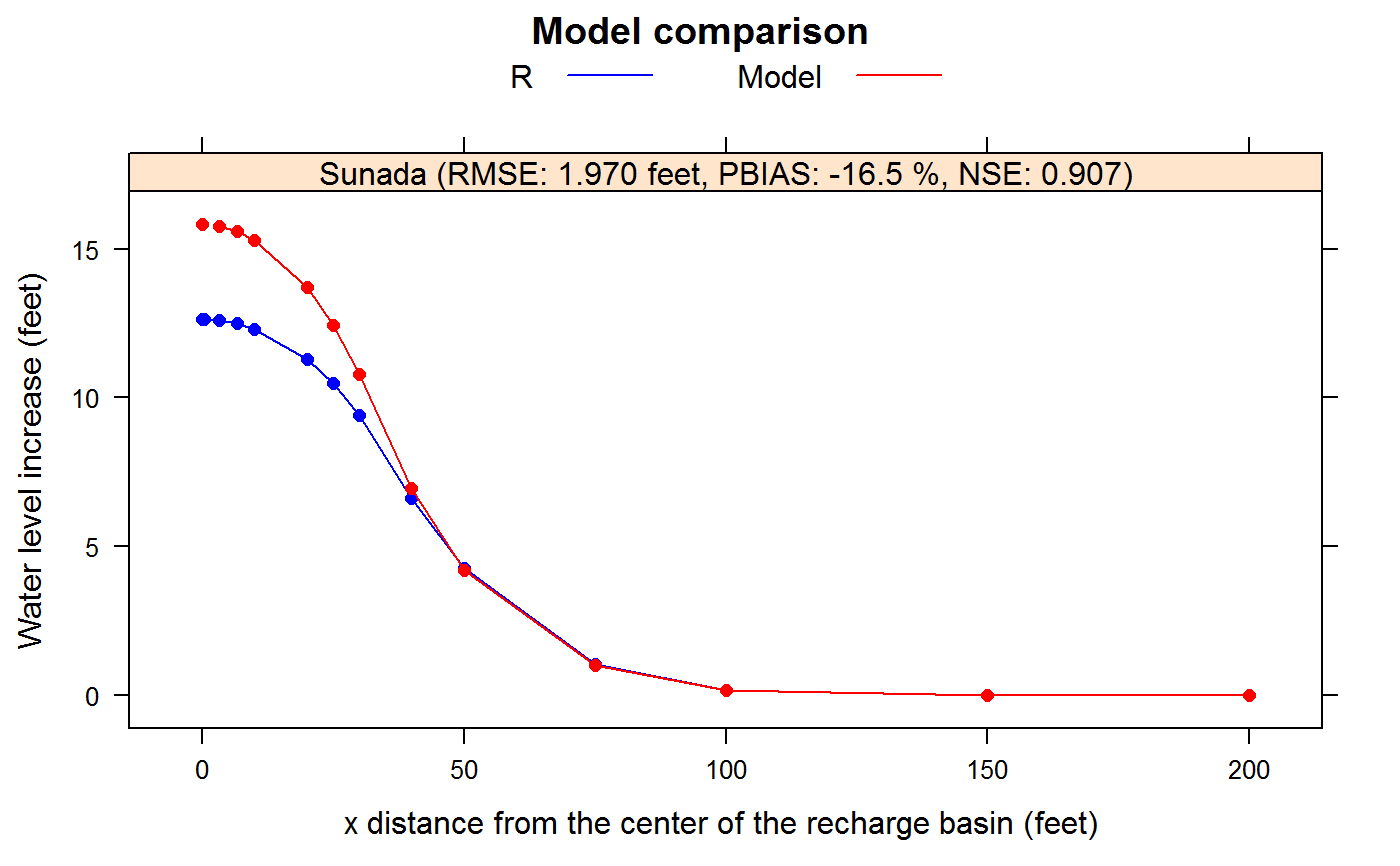 Model comparison
R Model
Sunada (RMSE: 1.970 feet, PBIAS: -16.5 %, NSE: 0.907)
Water level increase (feet)
15
10
5
0
0 50 100 150 200
x distance from the center of the recharge basin (feet)